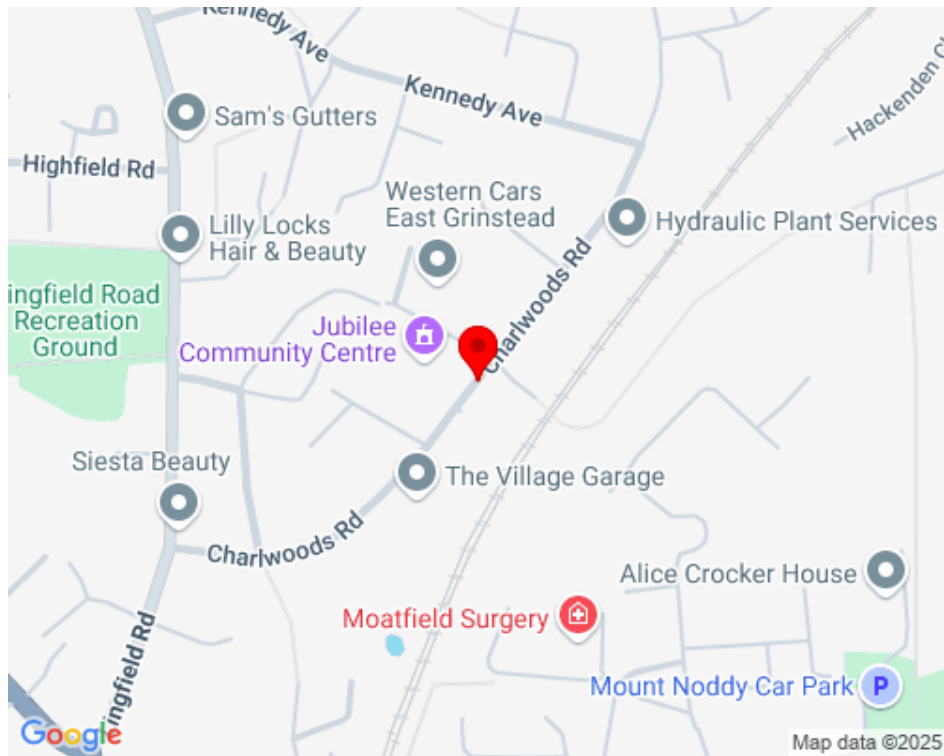 Kennedy Ave
Kennedy Ave
Hackenden Cl
Sam's Gutters
Highfield Rd
Western Cars
East Grinstead
Hydraulic Plant Services
Lilly Locks
Hair & Beauty
ingfield Road
Recreation
Ground
Jubilee
Community Centre
Charlwoods Rd
Siesta Beauty
The Village Garage
Charlwoods Rd
Alice Crocker House
Moatfield Surgery
ingfield Rd
Mount Noddy Car Park
P
Google
Map data ©2025